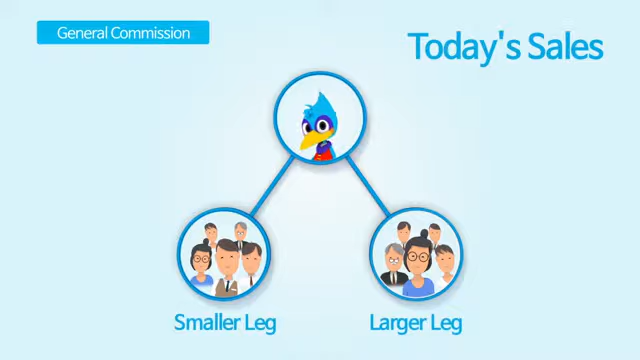 General Commission
Today's Sales
Smaller Leg
Larger Leg